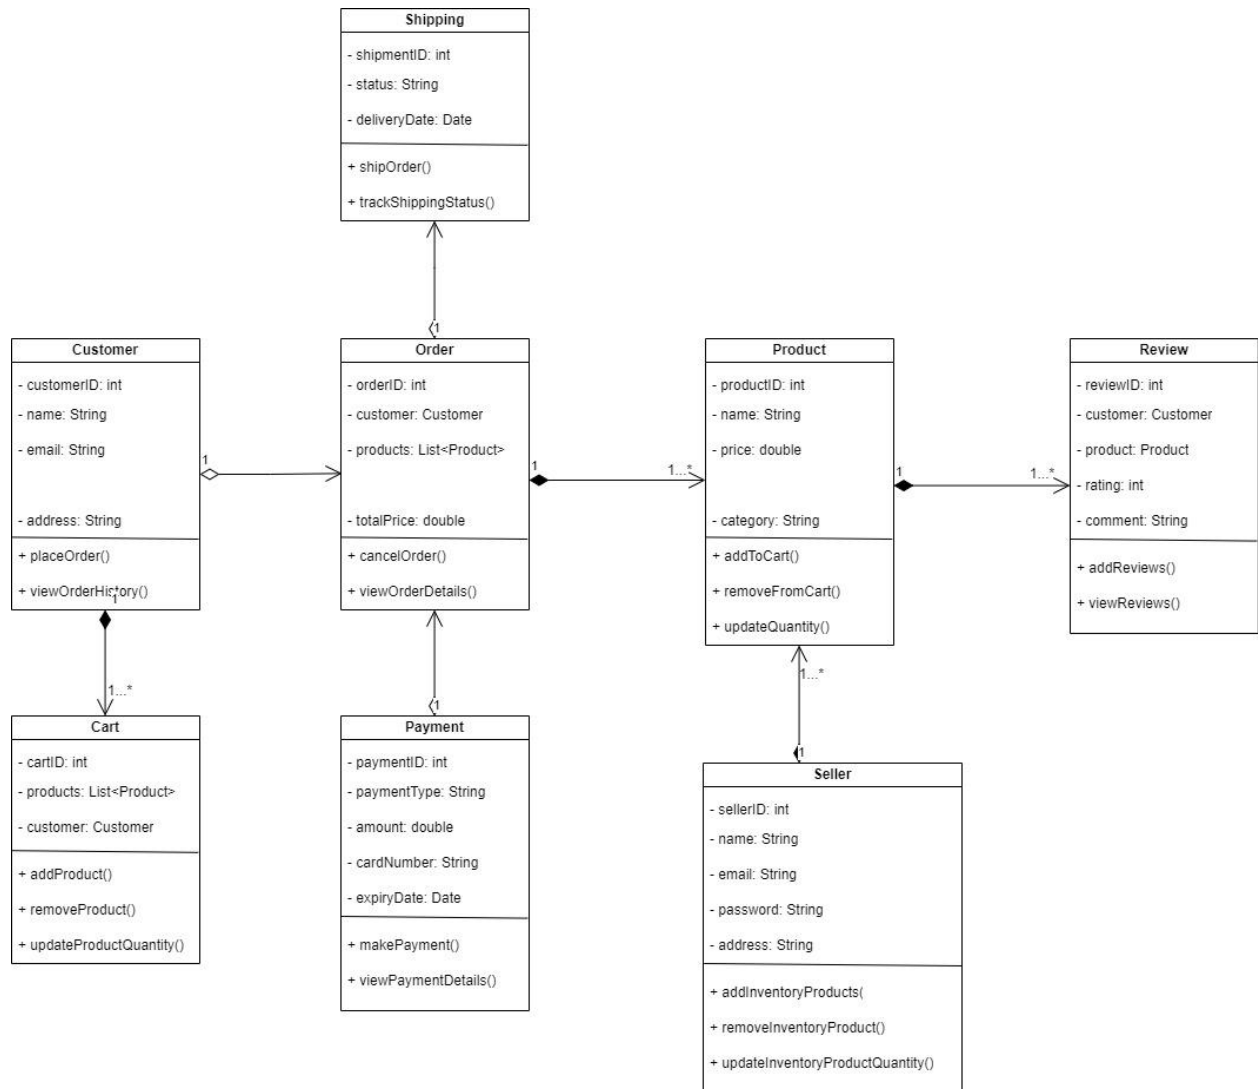 Shipping
- shipmentID: int
- status: String
- deliveryDate: Date
+ shipOrder()
+ trackShippingStatus()
1
Customer
- customerID: int
- name: String
- email: String
- address: String
+ placeOrder()
+ viewOrderHistory()
1
1
1...*
Order
- orderID: int
- customer: Customer
- products: List<Product>
- totalPrice: double
+ cancelOrder()
+ viewOrderDetails()
1
1...*
Product
- productID: int
- name: String
- price: double
- category: String
+ addToCart()
+ removeFromCart()
+ updateQuantity()
1
1...*
Review
- reviewID: int
- customer: Customer
- product: Product
- rating: int
- comment: String
+ addReviews()
+ viewReviews()
Cart
- cartID: int
- products: List<Product>
- customer: Customer
+ addProduct()
+ removeProduct()
+ updateProductQuantity()
1
Payment
- paymentID: int
- paymentType: String
- amount: double
- cardNumber: String
- expiryDate: Date
+ makePayment()
+ viewPaymentDetails()
1...*
1
Seller
- sellerID: int
- name: String
- email: String
- password: String
- address: String
+ addInventoryProducts(
+ removeInventoryProduct()
+ updateInventoryProductQuantity()